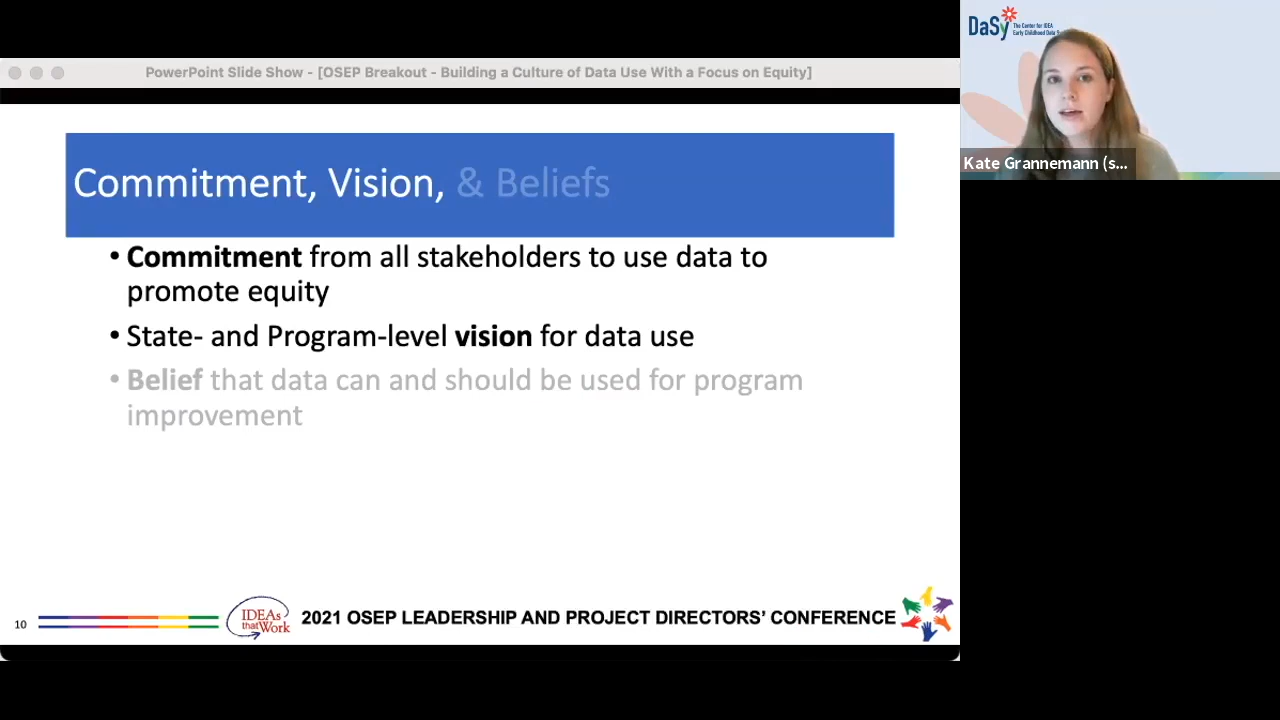 DaSy The Center for IDEA
Early Childhood Data
PowerPoint Slide Show - [OSEP Breakout - Building a Culture of Data Use With a Focus on Equity]
Kate Grannemann (s...
Commitment, Vision, & Beliefs
• Commitment from all stakeholders to use data to
promote equity
• State- and Program-level vision for data use
• Belief that data can and should be used for program
improvement
10
IDEAs
that Work
2021 OSEP LEADERSHIP AND PROJECT DIRECTORS' CONFERENCE